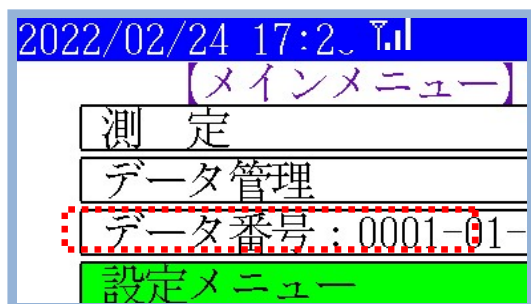 2022/02/24 17:2
【メインメニュー】
測 定
データ管理
データ番号：0001-01-
設定メニュー